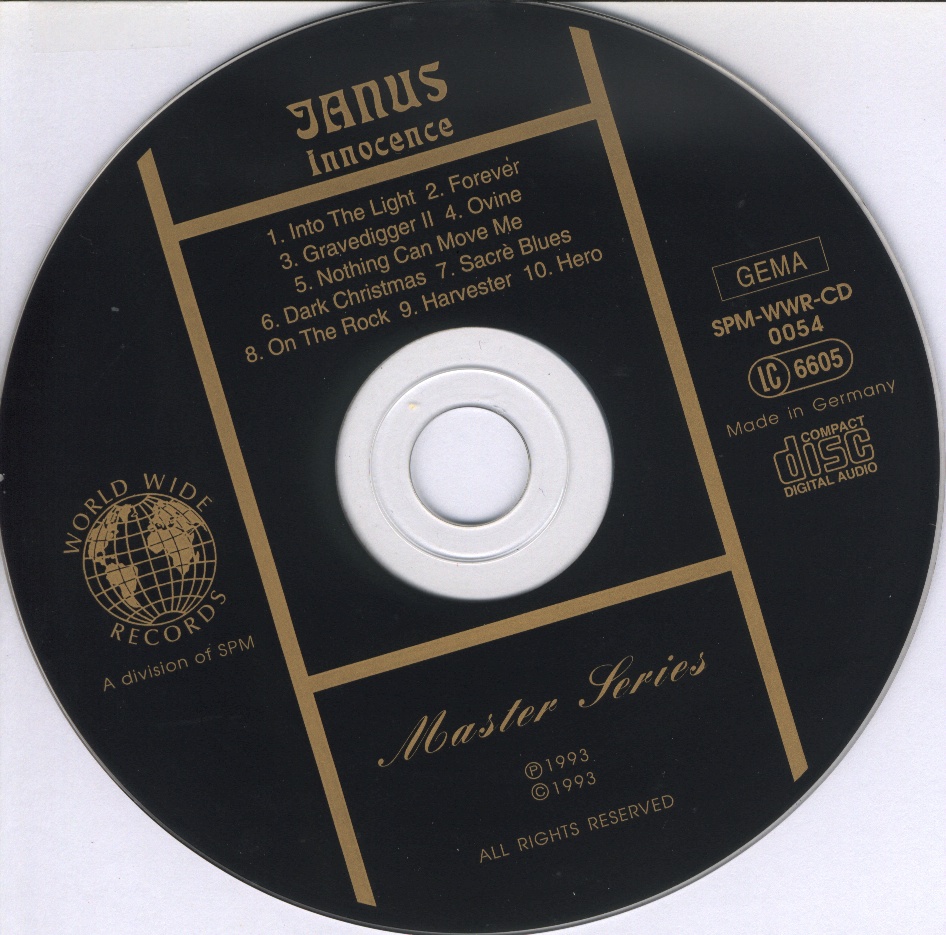 JANUS
Innocence
1. Into The Light 2. Forever
3. Gravedigger II 4. Ovine
5. Nothing Can Move Me
6. Dark Christmas 7. Sacrè Blues
8. On The Rock 9. Harvester 10. Hero
GEMA
SPM-WWR-CD
0054
LC 6605
Made in Germany
COMPACT
disc
DIGITAL AUDIO
WORLD WIDE
RECORDS
A division of SPM
Master Series
Ⓟ1993
©1993
ALL RIGHTS RESERVED